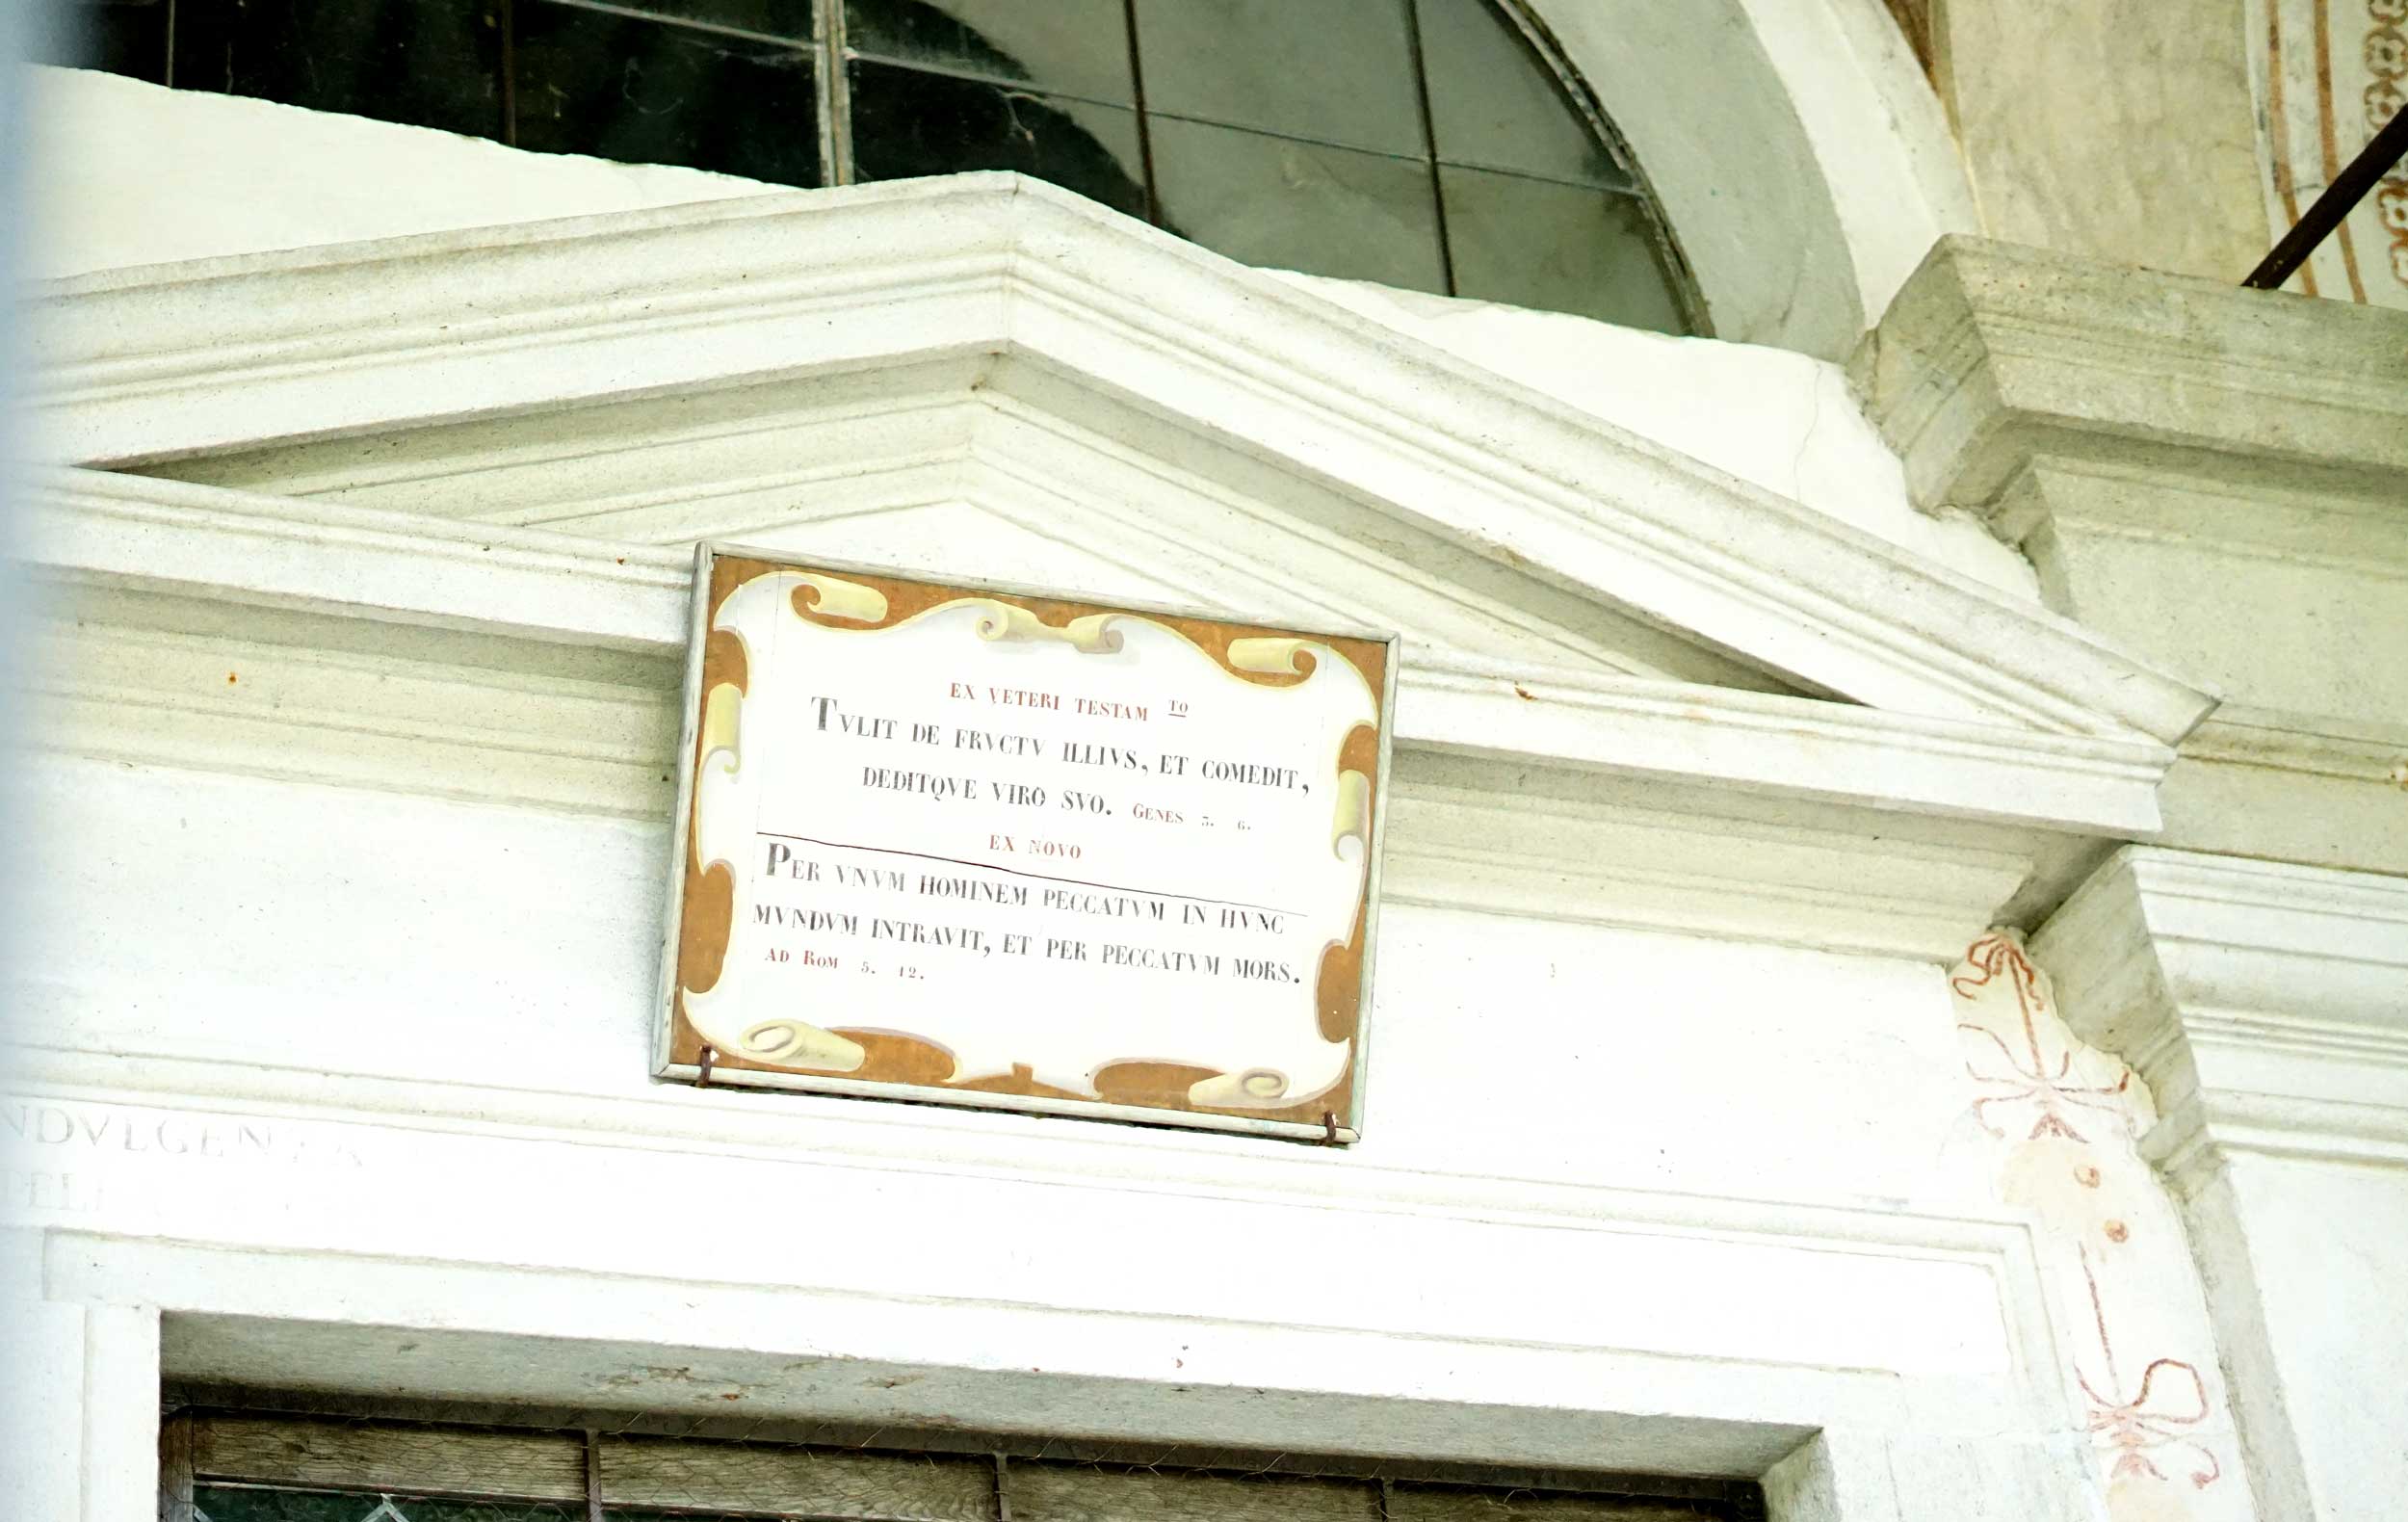 EX VETERI TESTAM TO
TVLIT DE FRVCTV ILLIVS, ET COMEDIT,
DEDITQVE VIRO SVO. GENES 3. 6.
EX NOVO
PER VNVM HOMINEM PECCATVM IN HVNC
MVNDVM INTRAVIT, ET PER PECCATVM MORS.
AD ROM 5. 12.
NDVLGENZA